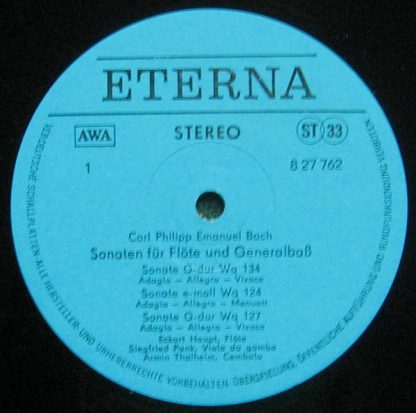 ETERNA
AWA
STEREO
ST 33
1
8 27 762
Carl Philipp Emanuel Bach
Sonaten für Flöte und Generalbaß
Sonate G-dur Wq 134
Adagio – Allegro – Vivace
Sonate e-moll Wq 124
Adagio – Allegro – Menuett
Sonate G-dur Wq 127
Adagio – Allegro – Vivace
Eckart Haupt, Flöte
Siegfried Pank, Viola da gamba
Armin Thalheim, Cembalo
VEB DEUTSCHE SCHALLPLATTEN · ALLE HERSTELLER- UND URHEBERRECHTE VORBEHALTEN ÜBERSPIELUNG, ÖFFENTLICHE AUFFÜHRUNG UND RUNDFUNKSENDUNG VERBOTEN